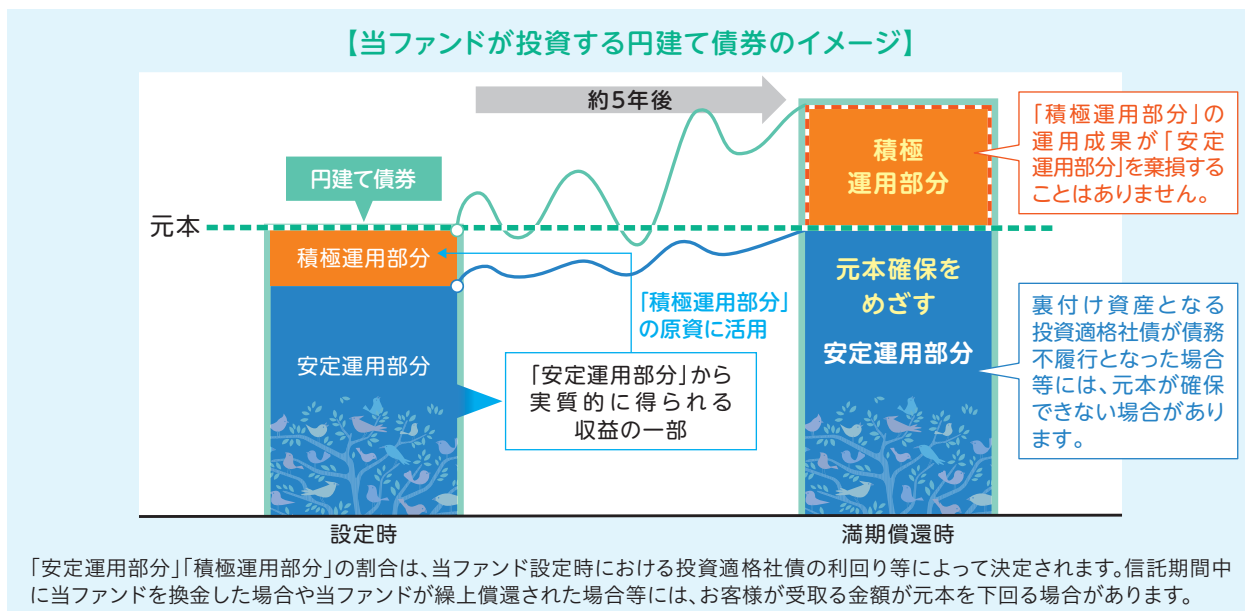 【当ファンドが投資する円建て債券のイメージ】
約5年後
「積極運用部分」の
運用成果が「安定
運用部分」を棄損する
ことはありません。
積極
運用部分
円建て債券
元本
積極運用部分
元本確保を
めざす
安定運用部分
「積極運用部分」
の原資に活用
裏付け資産となる
投資適格社債が債務
不履行となった場合
等には、元本が確保
できない場合があり
ます。
安定運用部分
「安定運用部分」から
実質的に得られる
収益の一部
設定時
満期償還時
「安定運用部分」「積極運用部分」の割合は、当ファンド設定時における投資適格社債の利回り等によって決定されます。信託期間中
に当ファンドを換金した場合や当ファンドが繰上償還された場合等には、お客様が受取る金額が元本を下回る場合があります。